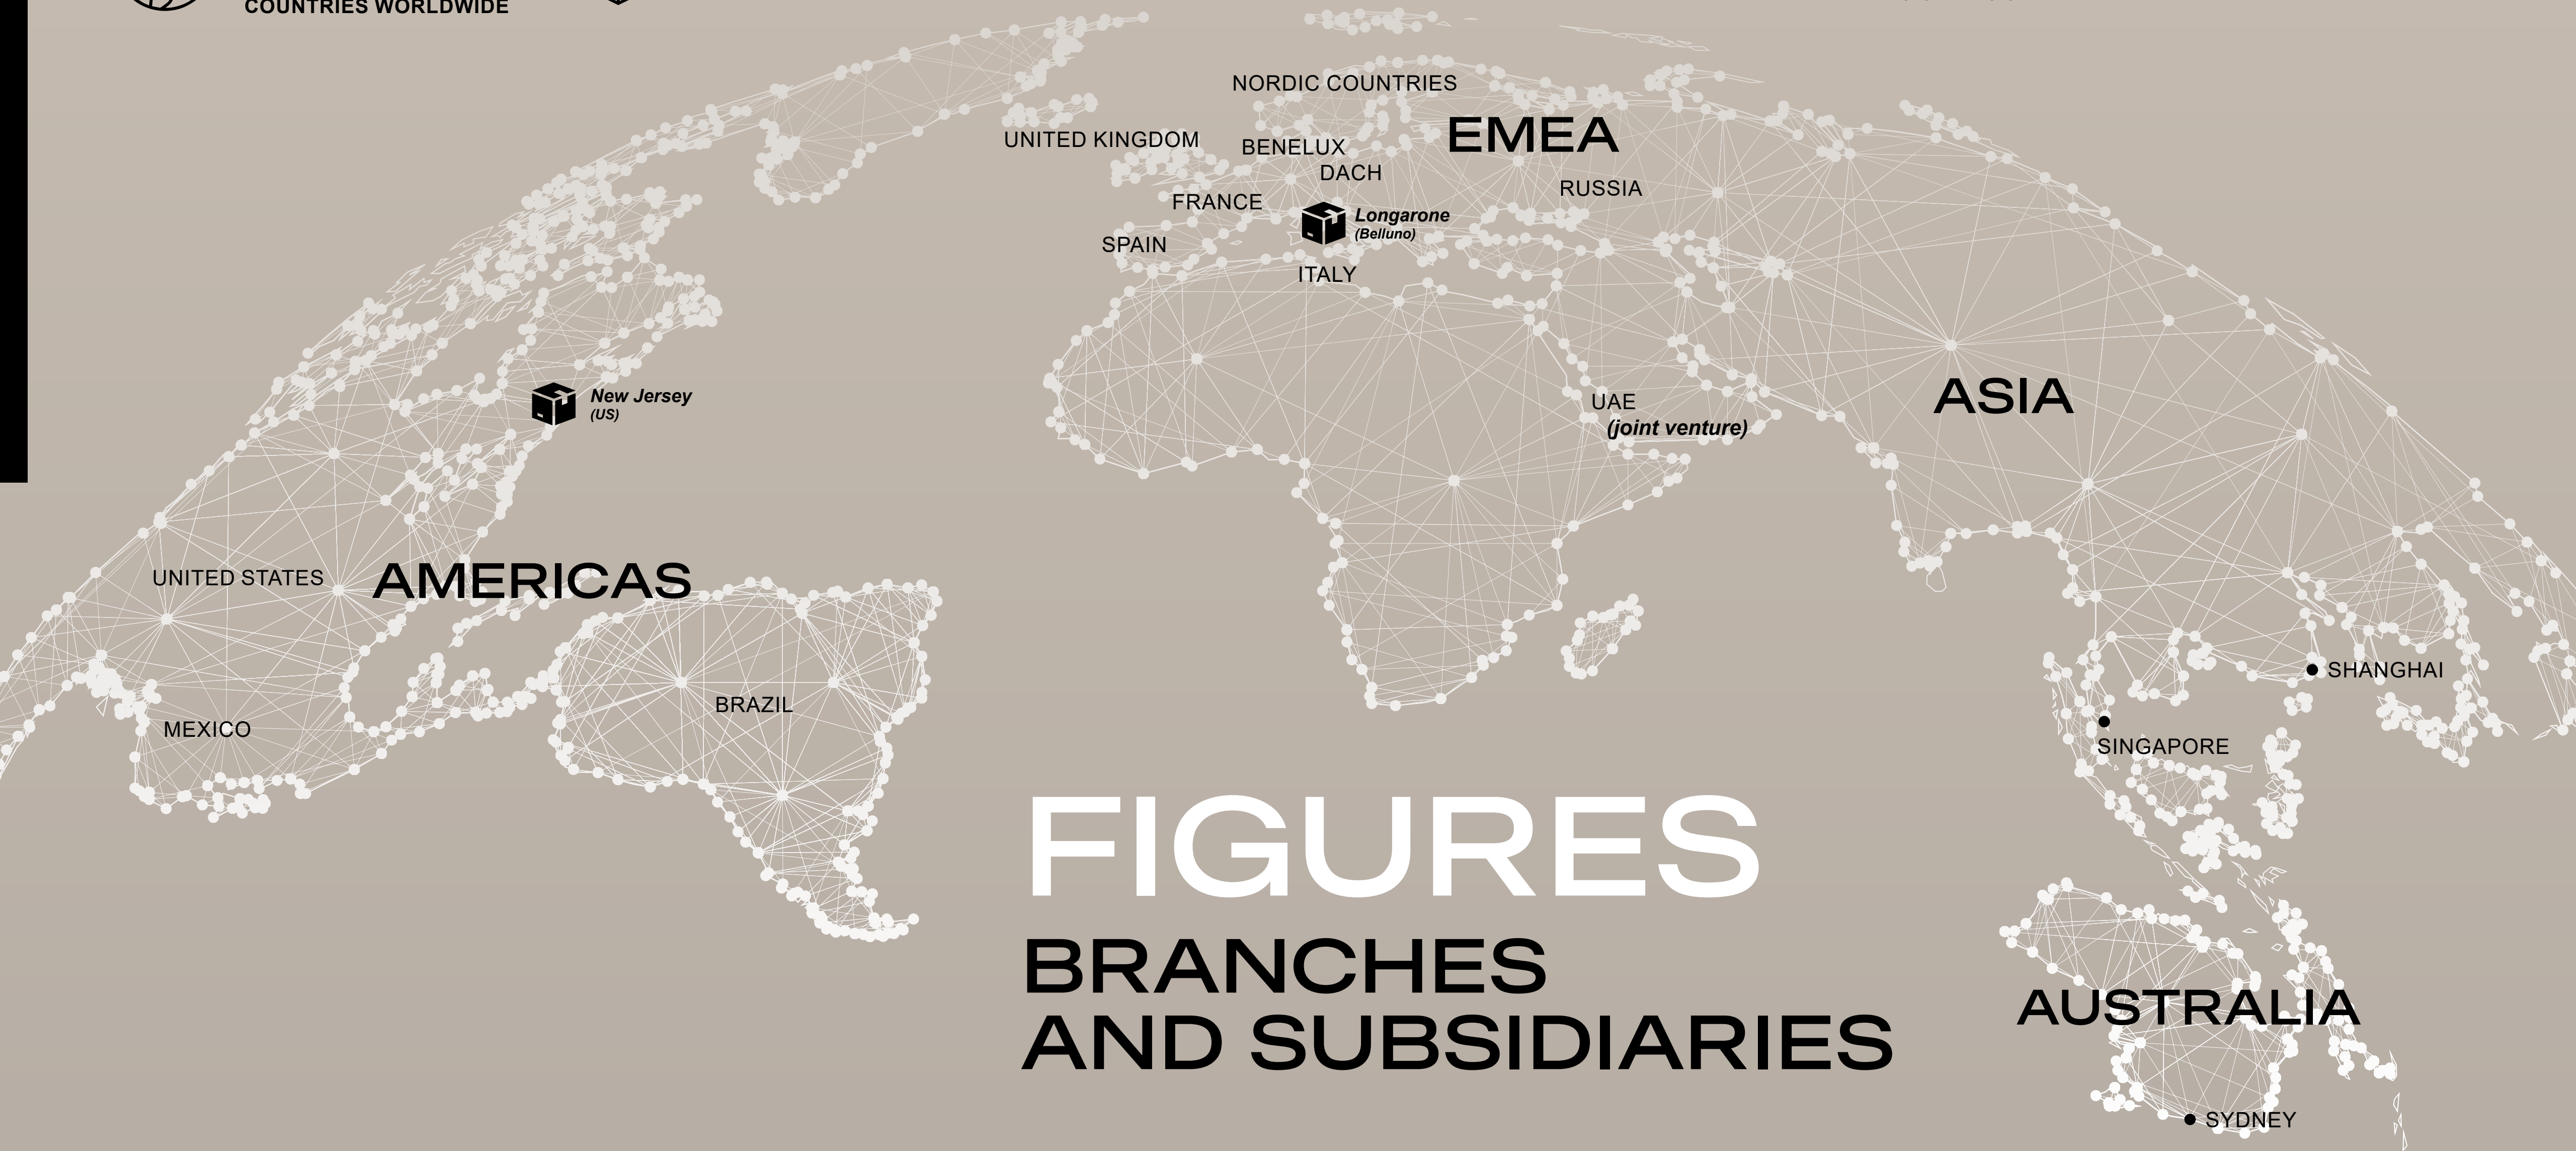 COUNTRIES WORLDWIDE
NORDIC COUNTRIES
EMEA
UNITED KINGDOM
BENELUX
DACH
RUSSIA
FRANCE
Longarone
(Belluno)
SPAIN
ITALY
New Jersey
(US)
UAE
(joint venture)
ASIA
UNITED STATES
AMERICAS
BRAZIL
MEXICO
SHANGHAI
SINGAPORE
FIGURES
BRANCHES
AND SUBSIDIARIES
AUSTRALIA
SYDNEY